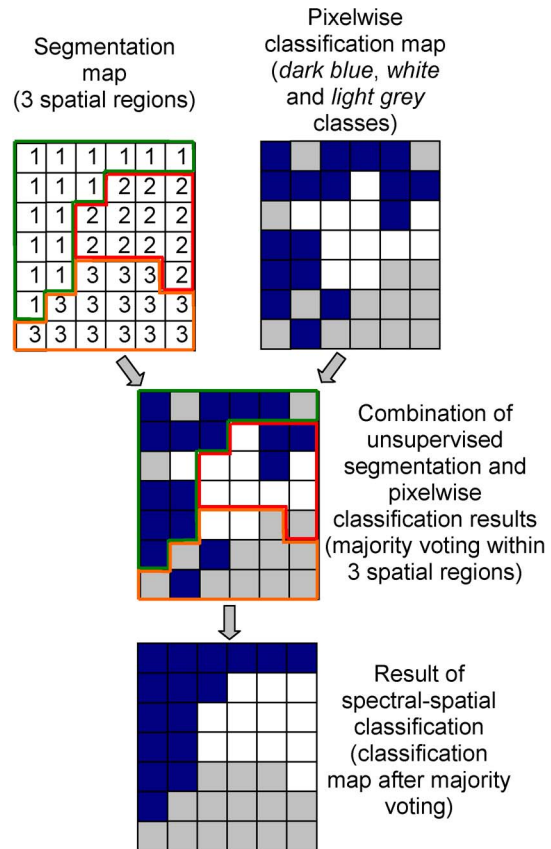 Segmentation
map
(3 spatial regions)
Pixelwise
classification map
(dark blue, white
and light grey
classes)
1 1 1 1 1 1
1 1 1 2 2 2
1 1 2 2 2 2
1 1 2 2 2 2
1 1 3 3 3 2
1 3 3 3 3 3
3 3 3 3 3 3
Combination of
unsupervised
segmentation and
pixelwise
classification results
(majority voting within
3 spatial regions)
Result of
spectral-spatial
classification
(classification
map after majority
voting)